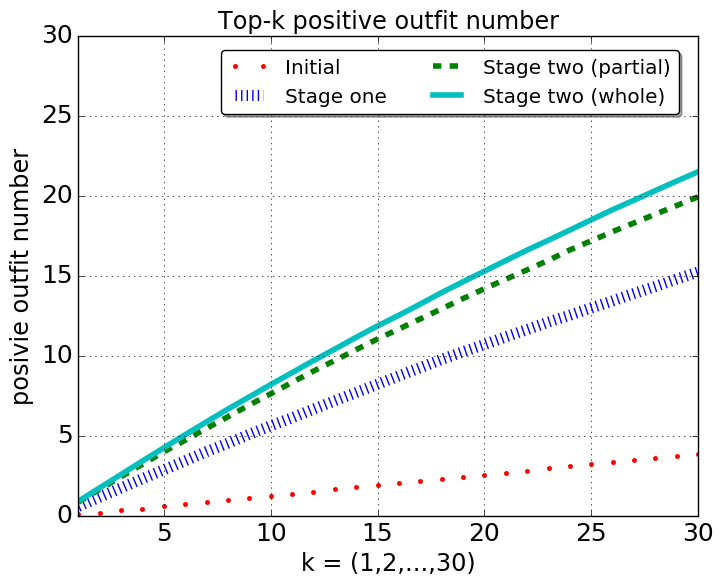 Top-k positive outfit number
30
25
20
15
10
5
0
posivie outfit number
Initial
Stage one
Stage two (partial)
Stage two (whole)
5 10 15 20 25 30
k = (1,2,...,30)